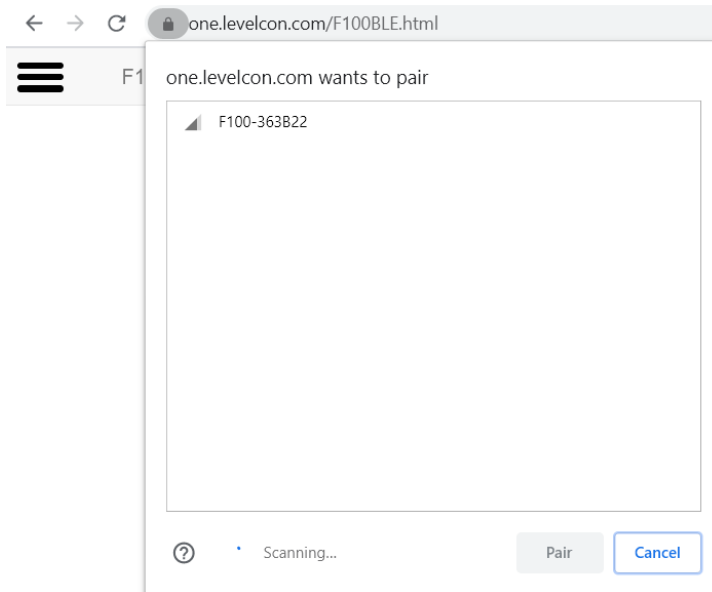 one.levelcon.com/F100BLE.html
F1
one.levelcon.com wants to pair
F100-363B22
Scanning...
Pair
Cancel